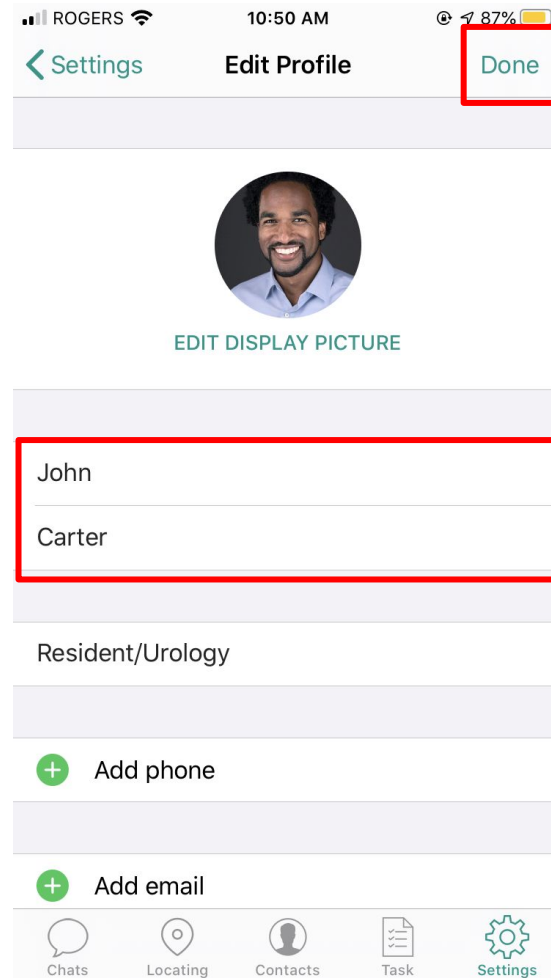 ROGERS 10:50 AM 87%
Settings Edit Profile Done
EDIT DISPLAY PICTURE
John
Carter
Resident/Urology
Add phone
Add email
Chats Locating Contacts Task Settings